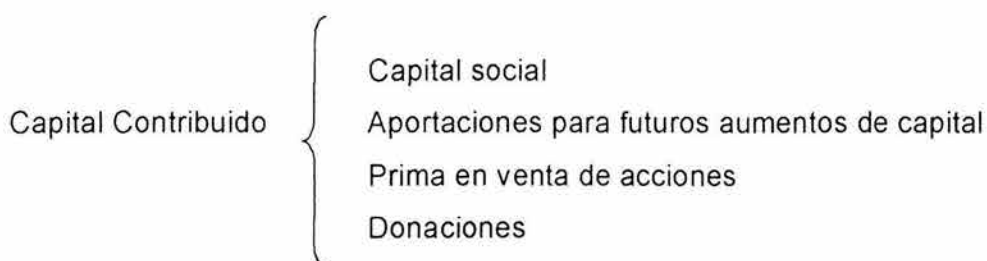 Capital Contribuido
Capital social
Aportaciones para futuros aumentos de capital
Prima en venta de acciones
Donaciones